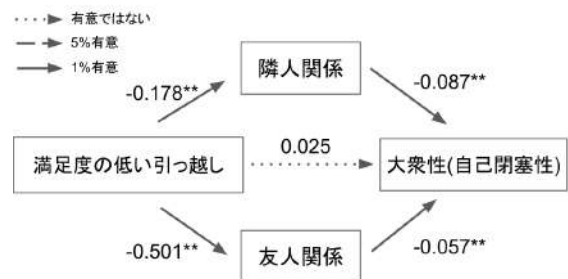 有意ではない
5%有意
1%有意
隣人関係
-0.178**
-0.087**
満足度の低い引っ越し
0.025
大衆性(自己閉塞性)
-0.501**
友人関係
-0.057**